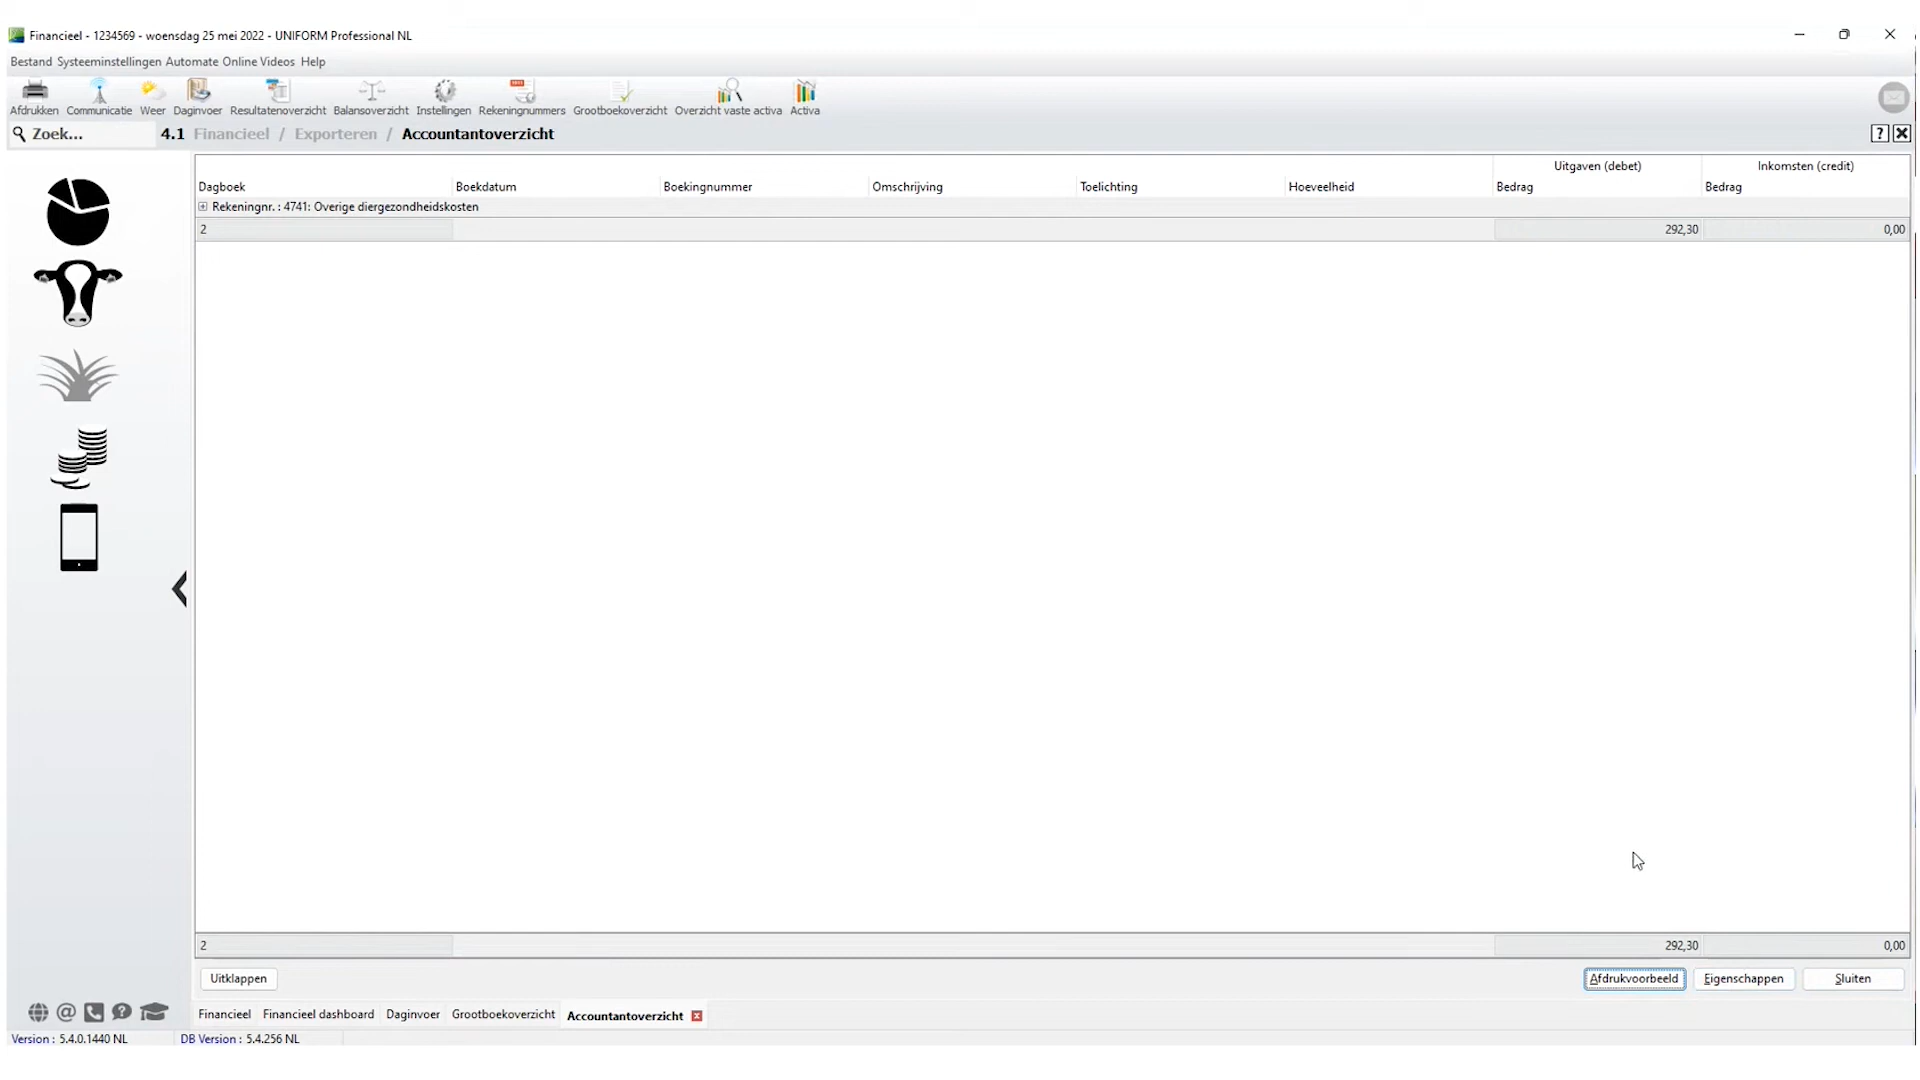 Financieel - 1234569 - woensdag 25 mei 2022 - UNIFORM Professional NL
Bestand Systeeminstellingen Automate Online Videos Help
Afdrukken Communicatie Weer Daginvoer Resultatenoverzicht Balansoverzicht Instellingen Rekeningnummers Grootboekoverzicht Overzicht vaste activa Activa
Zoek... 4.1 Financieel / Exporteren / Accountantoverzicht
Uitgaven (debet) Inkomsten (credit)
Dagboek Boekdatum Boekingnummer Omschrijving Toelichting Hoeveelheid Bedrag Bedrag
Rekeningnr. : 4741: Overige diergezondheidskosten
2 292,30 0,00
2 292,30 0,00
Uitklappen Afdrukvoorbeeld Eigenschappen Sluiten
Financieel Financieel dashboard Daginvoer Grootboekoverzicht Accountantoverzicht
Version : 5.4.0.1440 NL DB Version : 5.4.256 NL